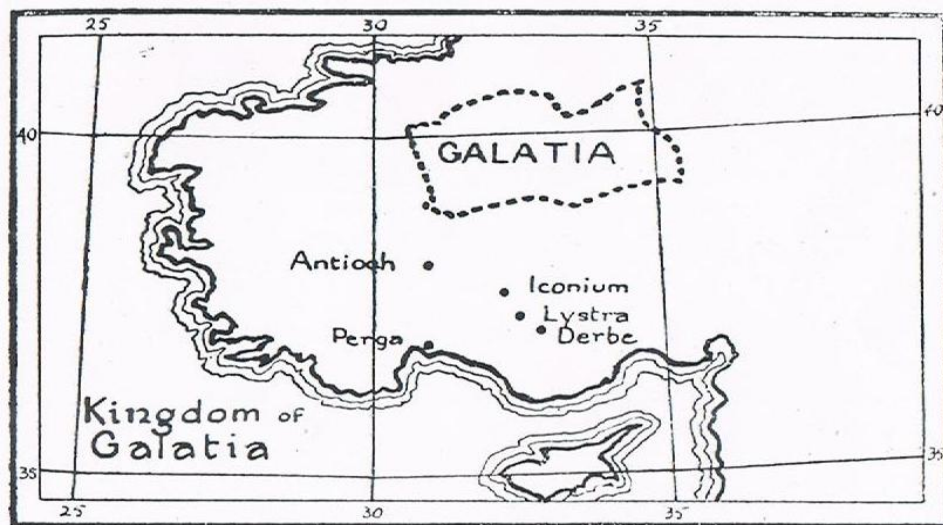 25 30 35
40 40
GALATIA
Antioch
Iconium
Lystra
Derbe
Perga
Kingdom of
Galatia
35 35
25 30 35